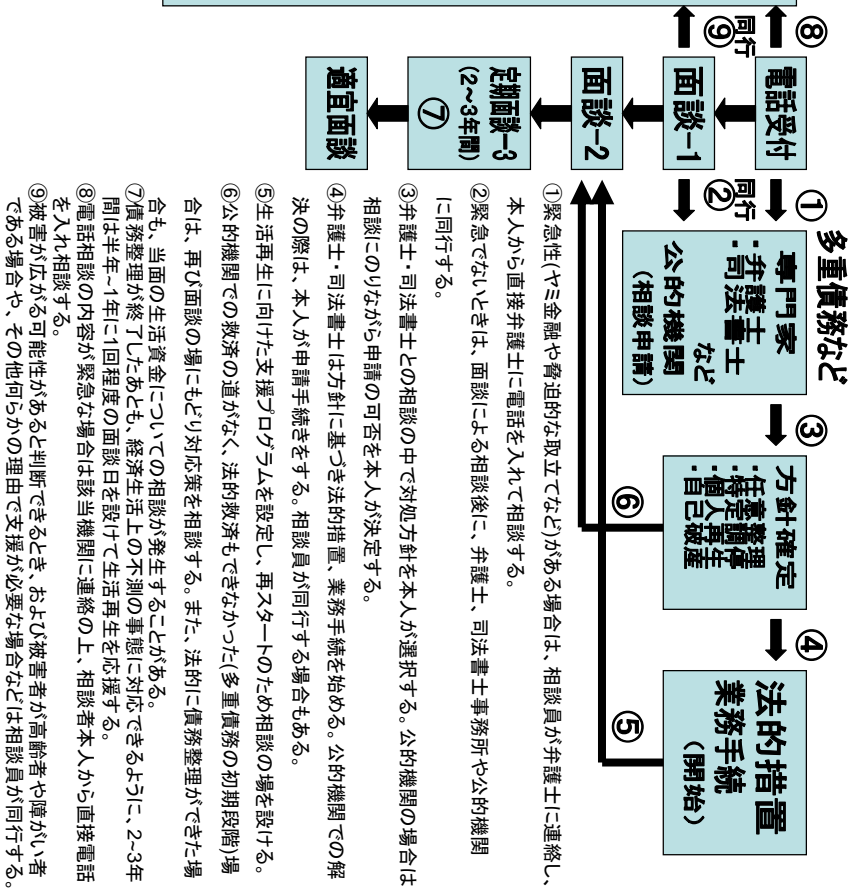 多重債務など
⑧
⑨
同行
電話受付
面談-1
面談-2
定期面談-3
(2~3年間)
⑦
適宜面談
①
同行
②
専門家
・弁護士
・司法書士
など
公的機関
(相談申請)
③
方針確定
・任意整理
・特定調停
・個人再生
・自己破産
④
法的措置
業務手続
(開始)
⑥
⑤
①緊急性(ヤミ金融や脅迫的な取立てなど)がある場合は、相談員が弁護士に連絡し、
本人から直接弁護士に電話を入れて相談する。
②緊急でないときは、面談による相談後に、弁護士、司法書士事務所や公的機関
に同行する。
③弁護士・司法書士との相談の中で対処方針を本人が選択する。公的機関の場合は
相談にのりながら申請の可否を本人が決定する。
④弁護士・司法書士は方針に基づき法的措置、業務手続を始める。公的機関での解
決の際は、本人が申請手続きをする。相談員が同行する場合もある。
⑤生活再生に向けた支援プログラムを設定し、再スタートのため相談の場を設ける。
⑥公的機関での救済の道がなく、法的救済もできなかった(多重債務の初期段階)場
合は、再び面談の場にもどり対応策を相談する。また、法的に債務整理ができた場
合も、当面の生活資金についての相談が発生することがある。
⑦債務整理が終了したあとも、経済生活上の不測の事態に対応できるように、2~3年
間は半年~1年に1回程度の面談日を設けて生活再生を応援する。
⑧電話相談の内容が緊急な場合は該当機関に連絡の上、相談者本人から直接電話
を入れ相談する。
⑨被害が広がる可能性があると判断できるとき、および被害者が高齢者や障がい者
である場合や、その他何らかの理由で支援が必要な場合などは相談員が同行する。